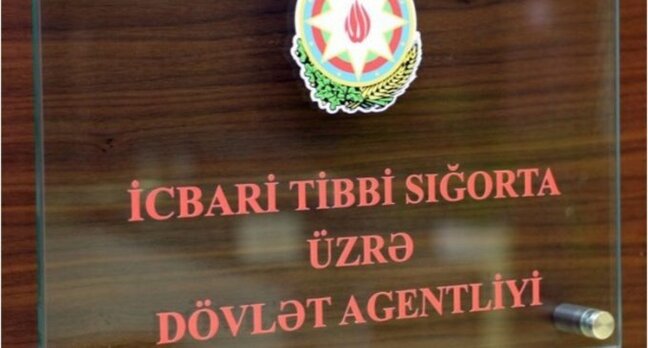 İCBARİ TİBBİ SIĞORTA
ÜZRƏ
DÖVLƏT AGENTLİYİ